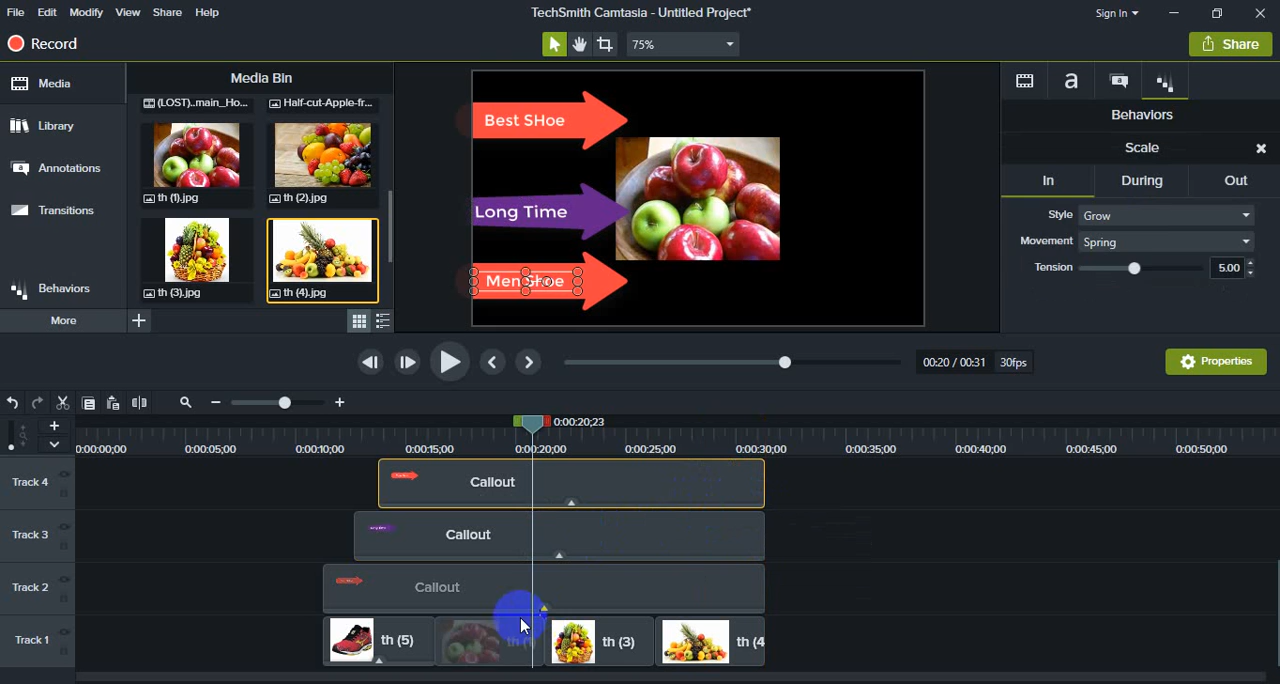 File Edit Modify View Share Help
TechSmith Camtasia - Untitled Project*
Sign In
Record
75%
Share
Media
Library
Annotations
Transitions
Behaviors
More
Media Bin
(LOST)..main_Ho...
Half-cut-Apple-fr...
th (1).jpg
th (2).jpg
th (3).jpg
th (4).jpg
Best SHoe
Long Time
Men SHoe
a
a
Behaviors
Scale
In During Out
Style Grow
Movement Spring
Tension 5.00
00:20 / 00:31 30fps
Properties
0:00:20;23
0:00:00;00 0:00:05;00 0:00:10;00 0:00:15;00 0:00:20;00 0:00:25;00 0:00:30;00 0:00:35;00 0:00:40;00 0:00:45;00 0:00:50;00
Track 4 Callout
Track 3 Callout
Track 2 Callout
Track 1 th (5) th (1) th (3) th (4